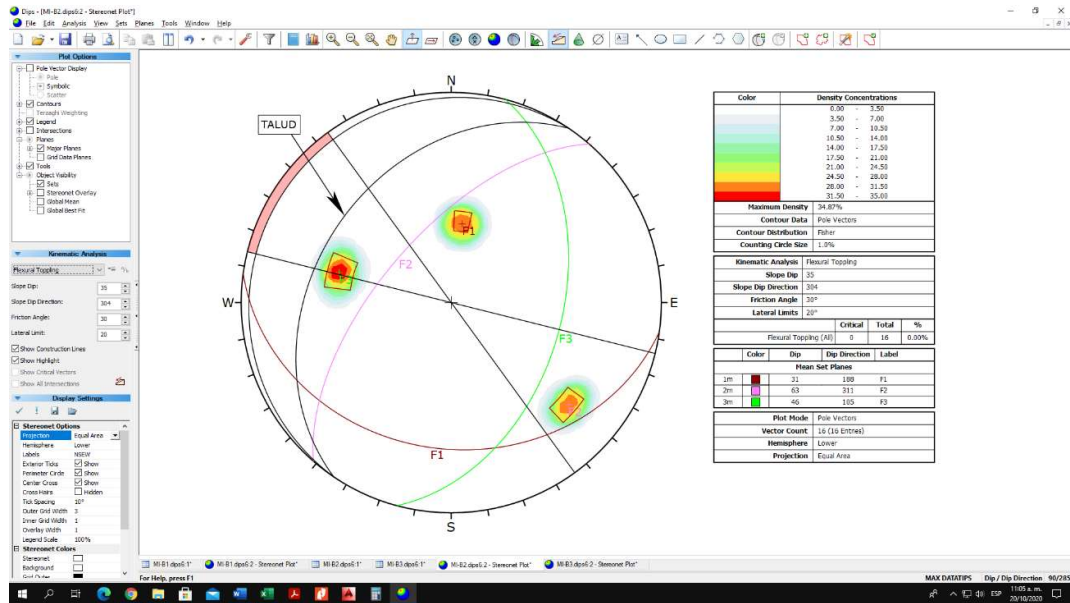 Dips - [MI-B2.dips6:2 - Stereonet Plot*]
File Edit Analysis View Sets Planes Tools Window Help
Plot Options
Pole Vector Display
Pole
Symbolic
Scatter
Contours
Terzaghi Weighting
Legend
Intersections
Planes
Major Planes
Grid Data Planes
Tools
Object Visibility
Sets
Stereonet Overlay
Global Mean
Global Best Fit
Kinematic Analysis
Flexural Toppling
Slope Dip: 35
Slope Dip Direction: 304
Friction Angle: 30
Lateral Limit: 20
Show Construction Lines
Show Highlight
Show Critical Vectors
Show All Intersections
Display Settings
Stereonet Options
Projection Equal Area
Hemisphere Lower
Labels NSEW
Exterior Ticks Show
Perimeter Circle Show
Center Cross Show
Cross Hairs Hidden
Tick Spacing 10°
Outer Grid Width 3
Inner Grid Width 1
Overlay Width 1
Legend Scale 100%
Stereonet Colors
Stereonet
Background
Grid Outer
N
TALUD
F1
F2
W
E
F3
F1
S
Color Density Concentrations
0.00 - 3.50
3.50 - 7.00
7.00 - 10.50
10.50 - 14.00
14.00 - 17.50
17.50 - 21.00
21.00 - 24.50
24.50 - 28.00
28.00 - 31.50
31.50 - 35.00
Maximum Density 34.87%
Contour Data Pole Vectors
Contour Distribution Fisher
Counting Circle Size 1.0%
Kinematic Analysis Flexural Toppling
Slope Dip 35
Slope Dip Direction 304
Friction Angle 30°
Lateral Limits 20°
Critical Total %
Flexural Toppling (All) 0 16 0.00%
Color Dip Dip Direction Label
Mean Set Planes
1m 31 188 F1
2m 63 311 F2
3m 46 105 F3
Plot Mode Pole Vectors
Vector Count 16 (16 Entries)
Hemisphere Lower
Projection Equal Area
MI-B1.dips6:1* MI-B1.dips6:2 - Stereonet Plot* MI-B2.dips6:1* MI-B3.dips6:1* MI-B2.dips6:2 - Stereonet Plot* MI-B3.dips6:2 - Stereonet Plot*
For Help, press F1
MAX DATATIPS Dip / Dip Direction 90/285
ESP
11:05 a. m.
20/10/2020